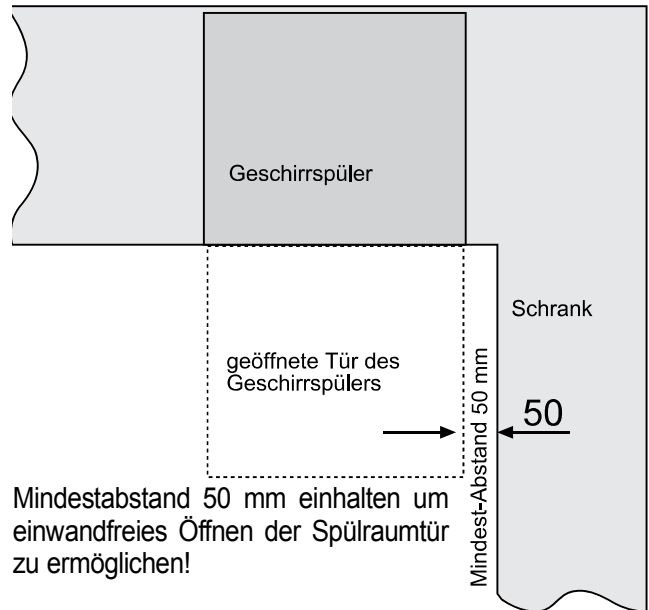 Geschirrspüler
Schrank
geöffnete Tür des
Geschirrspülers
Mindest-Abstand 50 mm
50
Mindestabstand 50 mm einhalten um
einwandfreies Öffnen der Spülraumtür
zu ermöglichen!